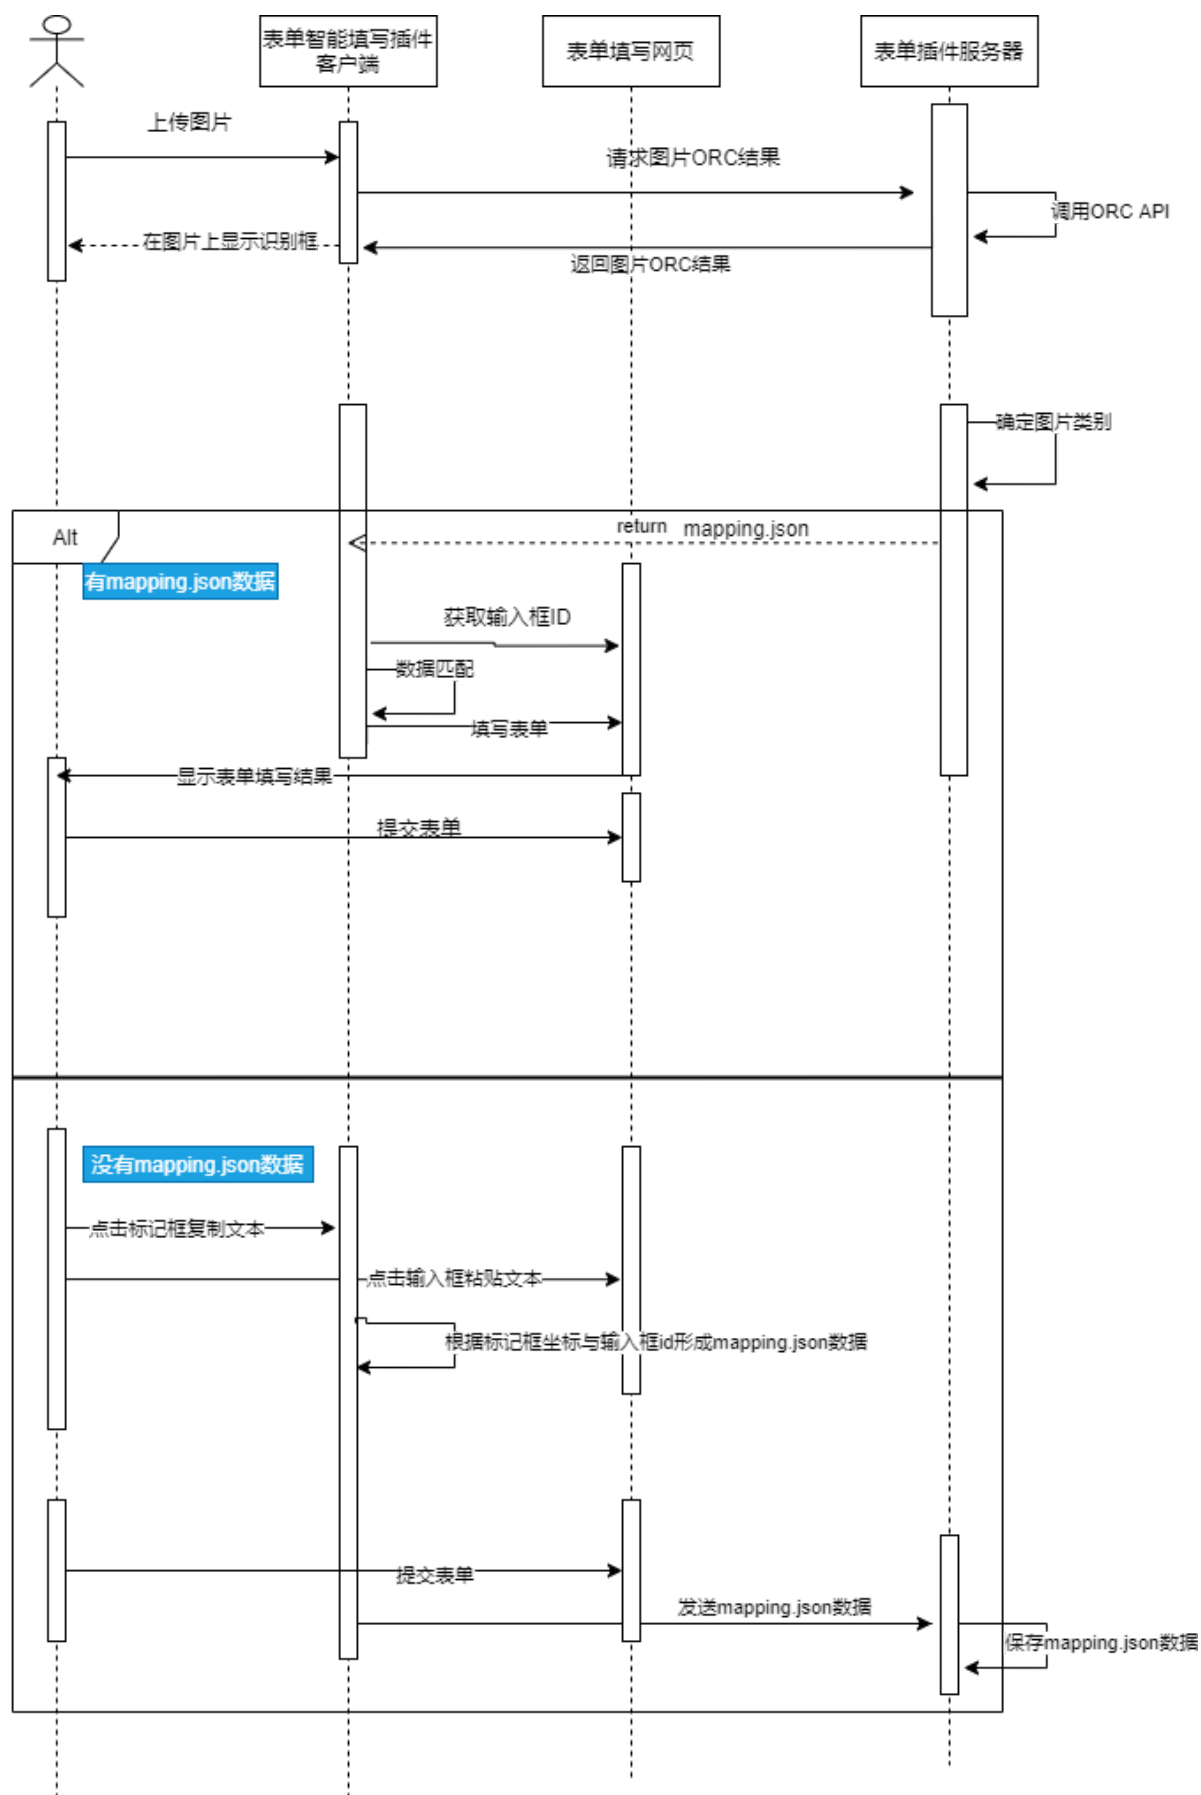 表单智能填写插件
客户端
表单填写网页
表单插件服务器
上传图片
请求图片ORC结果
调用ORC API
在图片上显示识别框
返回图片ORC结果
确定图片类别
Alt
return mapping.json
有mapping.json数据
获取输入框ID
数据匹配
填写表单
显示表单填写结果
提交表单
没有mapping.json数据
点击标记框复制文本
点击输入框粘贴文本
根据标记框坐标与输入框id形成mapping.json数据
提交表单
发送mapping.json数据
保存mapping.json数据